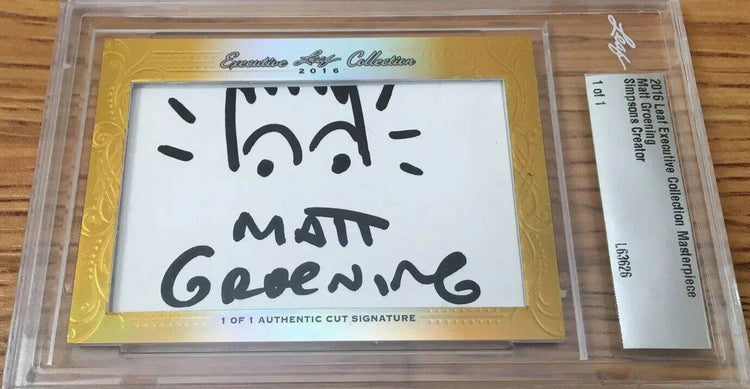 Executive Leaf Collection
2016
MATT
GROENING
1 OF 1 AUTHENTIC CUT SIGNATURE
Leaf
2016 Leaf Executive Collection Masterpiece
Matt Groening
Simpsons Creator
1 of 1
L63626